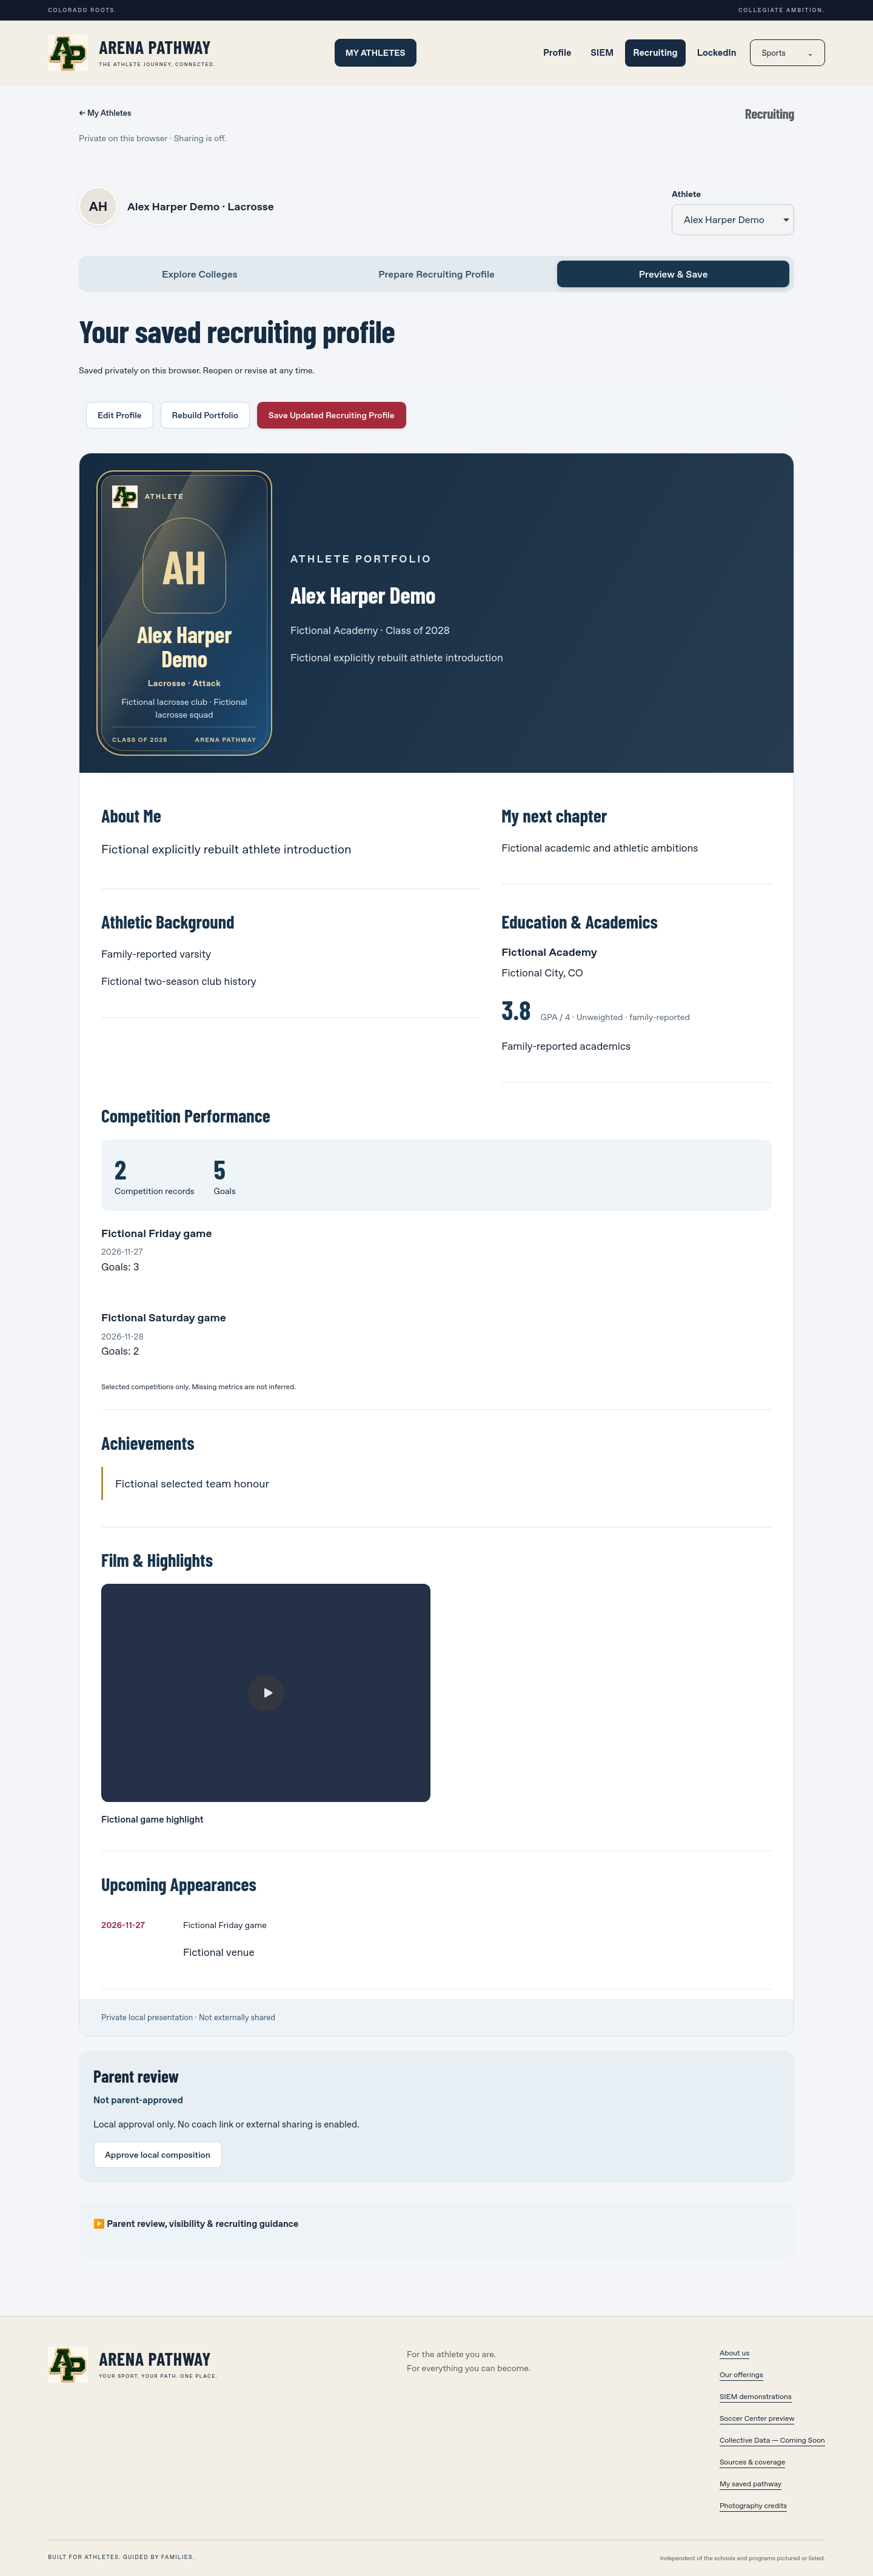 COLORADO ROOTS.
COLLEGIATE AMBITION.
AP
ARENA PATHWAY
THE ATHLETE JOURNEY, CONNECTED.
MY ATHLETES
Profile
SIEM
Recruiting
LockedIn
Sports
← My Athletes
Recruiting
Private on this browser · Sharing is off.
AH
Alex Harper Demo · Lacrosse
Athlete
Alex Harper Demo
Explore Colleges
Prepare Recruiting Profile
Preview & Save
Your saved recruiting profile
Saved privately on this browser. Reopen or revise at any time.
Edit Profile
Rebuild Portfolio
Save Updated Recruiting Profile
AP
ATHLETE
AH
Alex Harper
Demo
Lacrosse · Attack
Fictional lacrosse club · Fictional
lacrosse squad
CLASS OF 2028
ARENA PATHWAY
ATHLETE PORTFOLIO
Alex Harper Demo
Fictional Academy · Class of 2028
Fictional explicitly rebuilt athlete introduction
About Me
Fictional explicitly rebuilt athlete introduction
My next chapter
Fictional academic and athletic ambitions
Athletic Background
Family-reported varsity
Fictional two-season club history
Education & Academics
Fictional Academy
Fictional City, CO
3.8 GPA / 4 · Unweighted · family-reported
Family-reported academics
Competition Performance
2
Competition records
5
Goals
Fictional Friday game
2026-11-27
Goals: 3
Fictional Saturday game
2026-11-28
Goals: 2
Selected competitions only. Missing metrics are not inferred.
Achievements
Fictional selected team honour
Film & Highlights
Fictional game highlight
Upcoming Appearances
2026-11-27
Fictional Friday game
Fictional venue
Private local presentation · Not externally shared
Parent review
Not parent-approved
Local approval only. No coach link or external sharing is enabled.
Approve local composition
Parent review, visibility & recruiting guidance
AP
ARENA PATHWAY
YOUR SPORT. YOUR PATH. ONE PLACE.
For the athlete you are.
For everything you can become.
About us
Our offerings
SIEM demonstrations
Soccer Center preview
Collective Data — Coming Soon
Sources & coverage
My saved pathway
Photography credits
BUILT FOR ATHLETES. GUIDED BY FAMILIES.
Independent of the schools and programs pictured or listed.